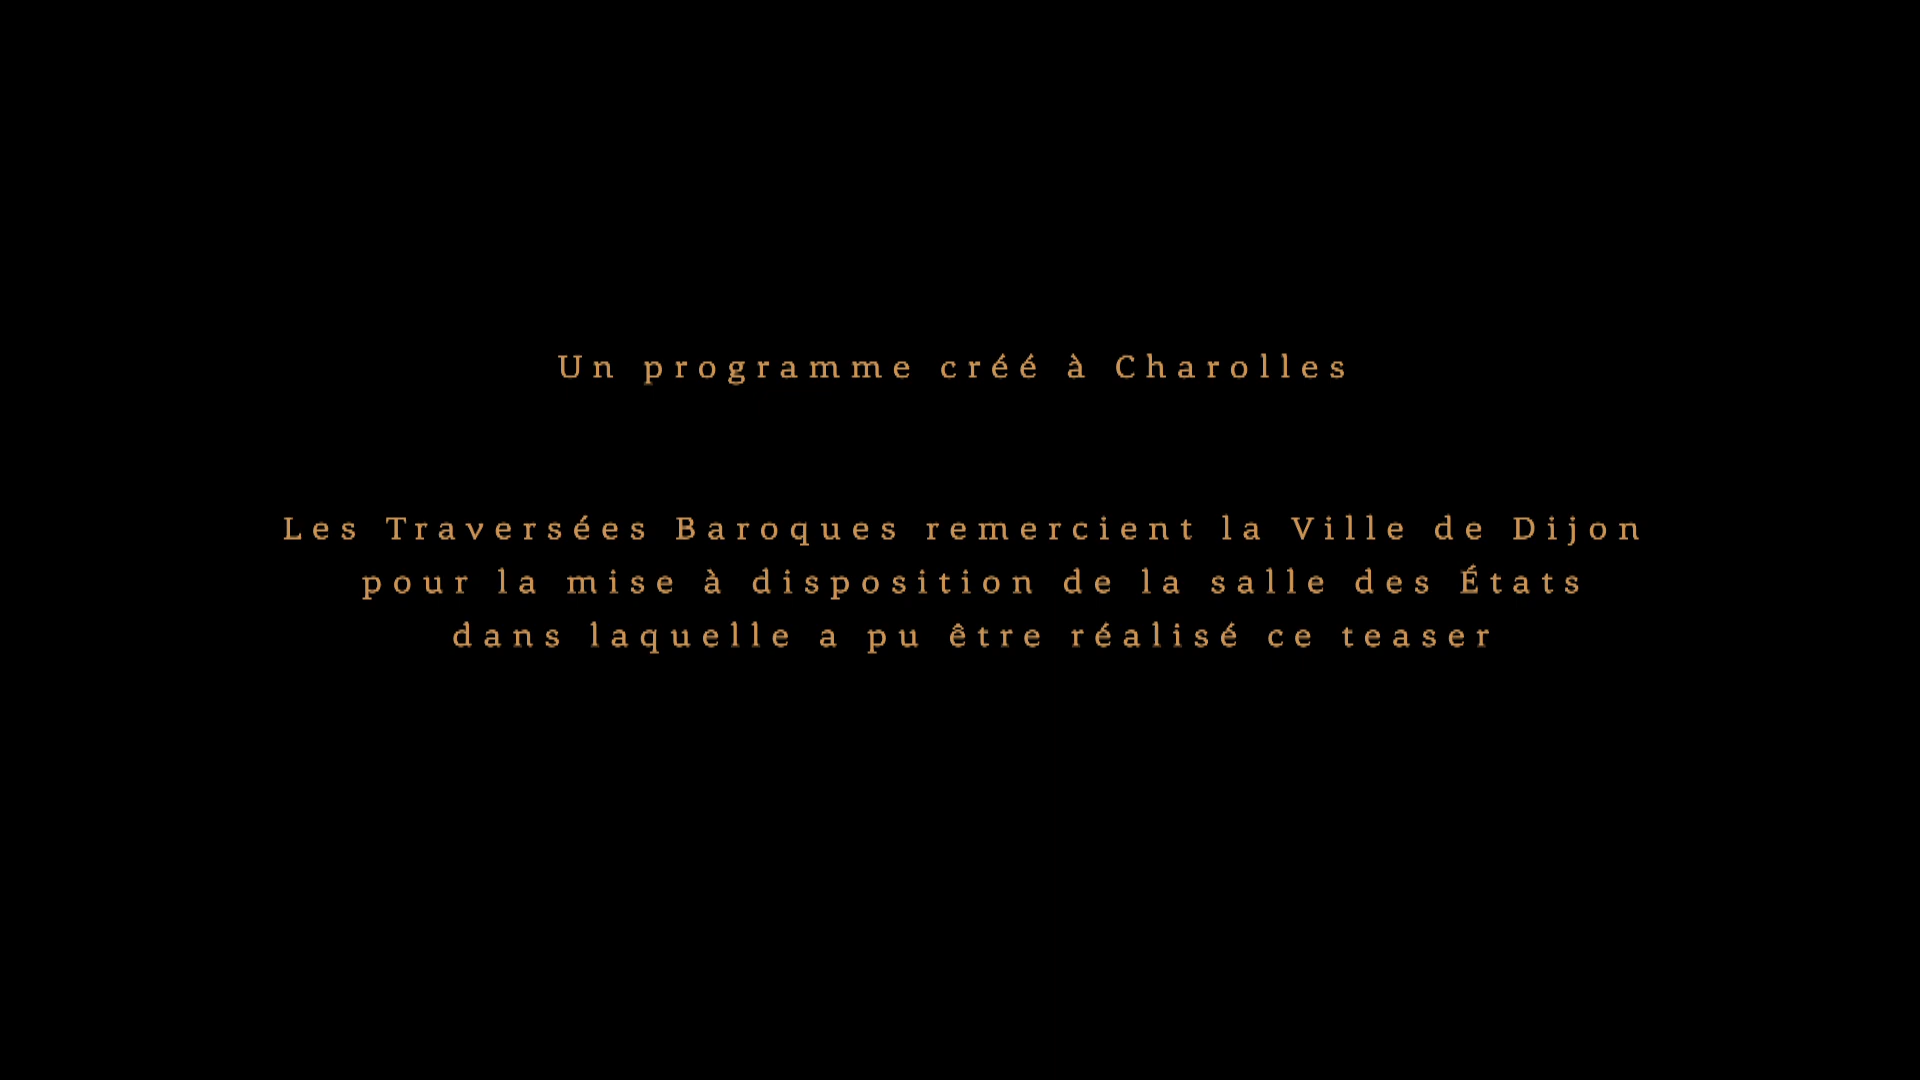 Un programme créé à Charolles
Les Traversées Baroques remercient la Ville de Dijon
pour la mise à disposition de la salle des États
dans laquelle a pu être réalisé ce teaser